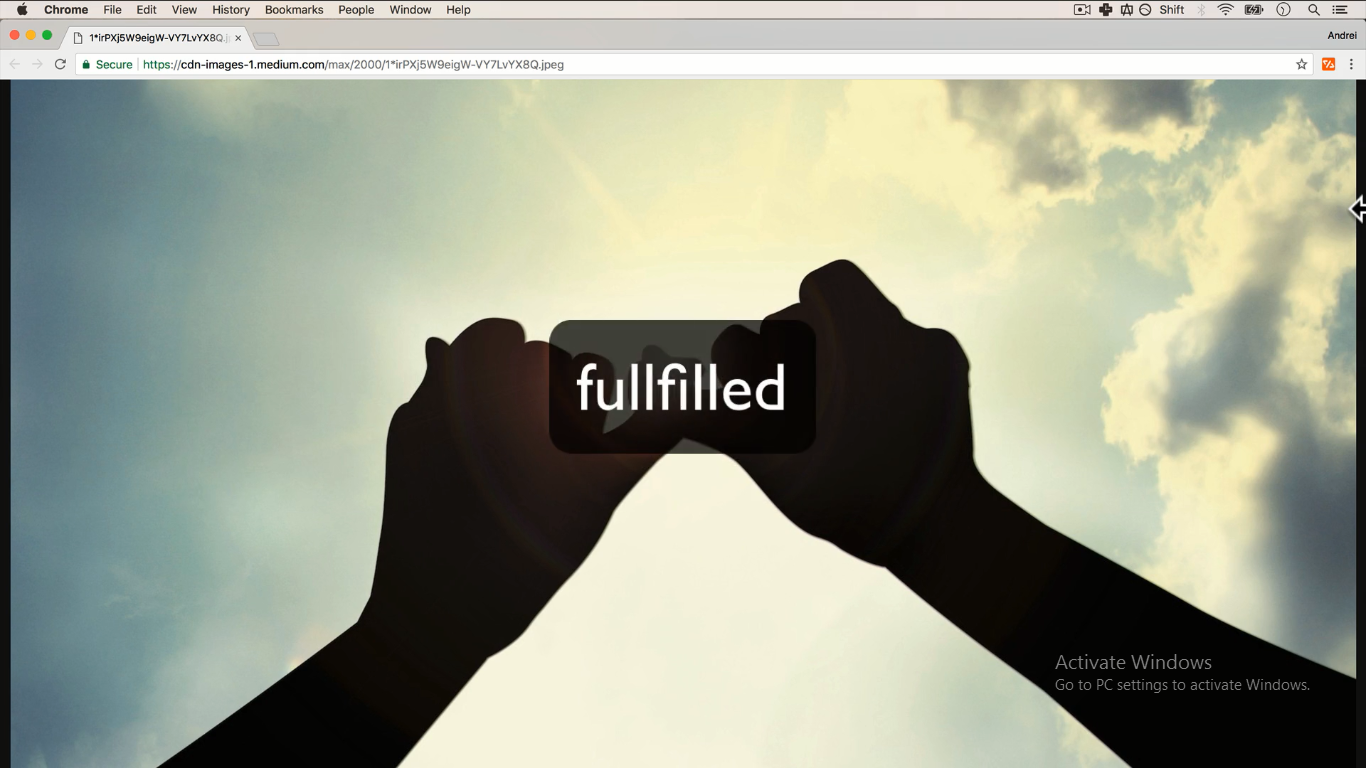 Chrome File Edit View History Bookmarks People Window Help Shift
1*irPXj5W9eigW-VY7LvYX8Q.j
Andrei
Secure https://cdn-images-1.medium.com/max/2000/1*irPXj5W9eigW-VY7LvYX8Q.jpeg
fullfilled
Activate Windows
Go to PC settings to activate Windows.